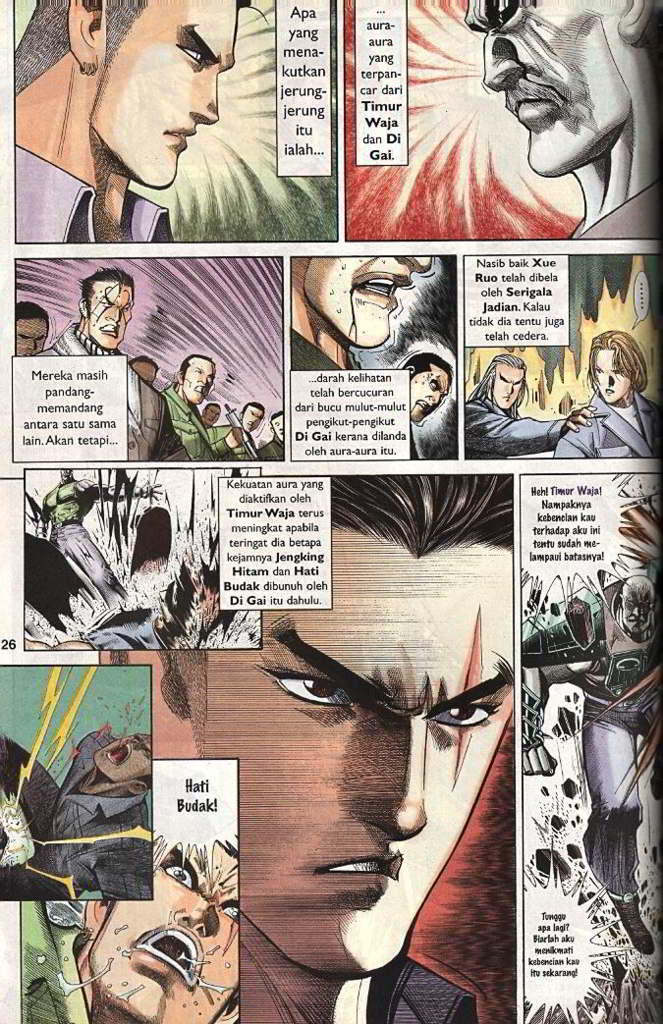 Apa
yang
mena-
kutkan
jerung-
jerung
itu
ialah...
...
aura-
aura
yang
terpan-
car dari
Timur
Waja
dan Di
Gai.
Mereka masih
pandang-
memandang
antara satu sama
lain. Akan tetapi...
...darah kelihatan
telah bercucuran
dari bucu mulut-mulut
pengikut-pengikut
Di Gai kerana dilanda
oleh aura-aura itu.
Nasib baik Xue
Ruo telah dibela
oleh Serigala
Jadian. Kalau
tidak dia tentu juga
telah cedera.
......
Kekuatan aura yang
diaktifkan oleh
Timur Waja terus
meningkat apabila
teringat dia betapa
kejamnya Jengking
Hitam dan Hati
Budak dibunuh oleh
Di Gai itu dahulu.
Heh! Timur Waja!
Nampaknya
kebencian kau
terhadap aku ini
tentu sudah me-
lampaui batasnya!
26
Hati
Budak!
Tunggu
apa lagi?
Biarlah aku
menikmati
kebencian kau
itu sekarang!